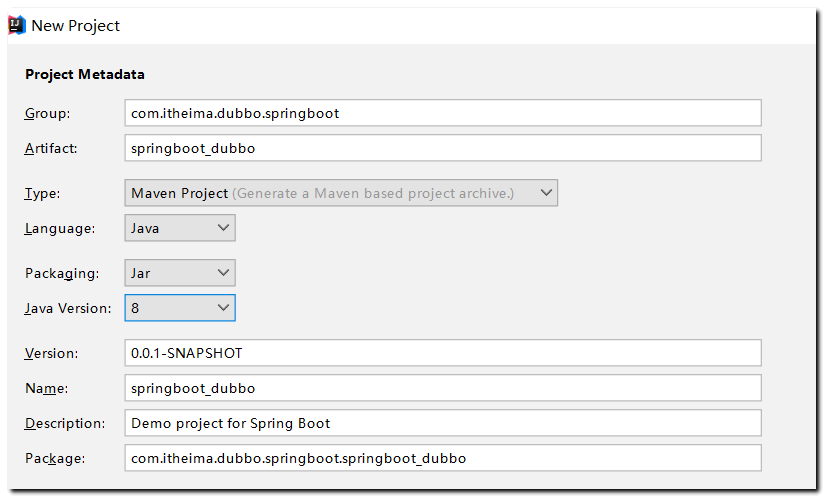 New Project
Project Metadata
Group: com.itheima.dubbo.springboot
Artifact: springboot_dubbo
Type: Maven Project (Generate a Maven based project archive.)
Language: Java
Packaging: Jar
Java Version: 8
Version: 0.0.1-SNAPSHOT
Name: springboot_dubbo
Description: Demo project for Spring Boot
Package: com.itheima.dubbo.springboot.springboot_dubbo